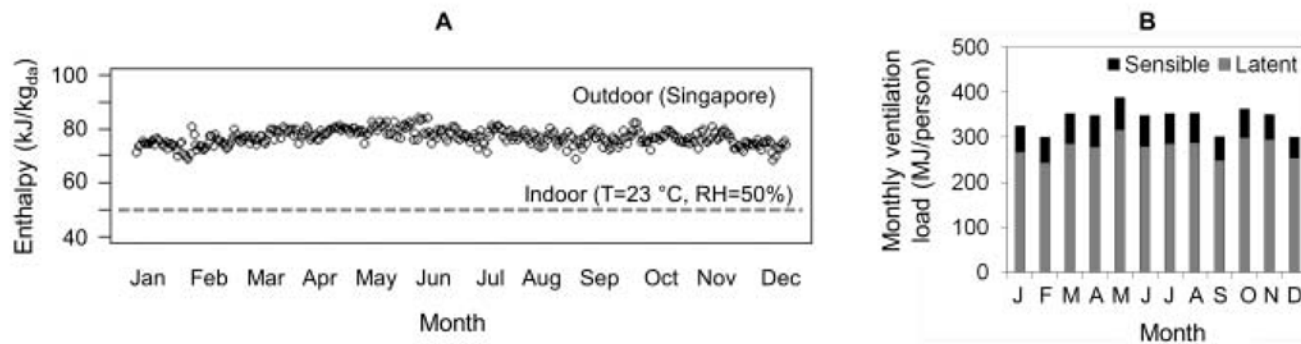 A
Enthalpy (kJ/kgda)
100
80
60
40
Outdoor (Singapore)
Indoor (T=23 °C, RH=50%)
Jan Feb Mar Apr May Jun Jul Aug Sep Oct Nov Dec
Month
B
Monthly ventilation
load (MJ/person)
500
400
300
200
100
0
Sensible Latent
J F M A M J J A S O N D
Month